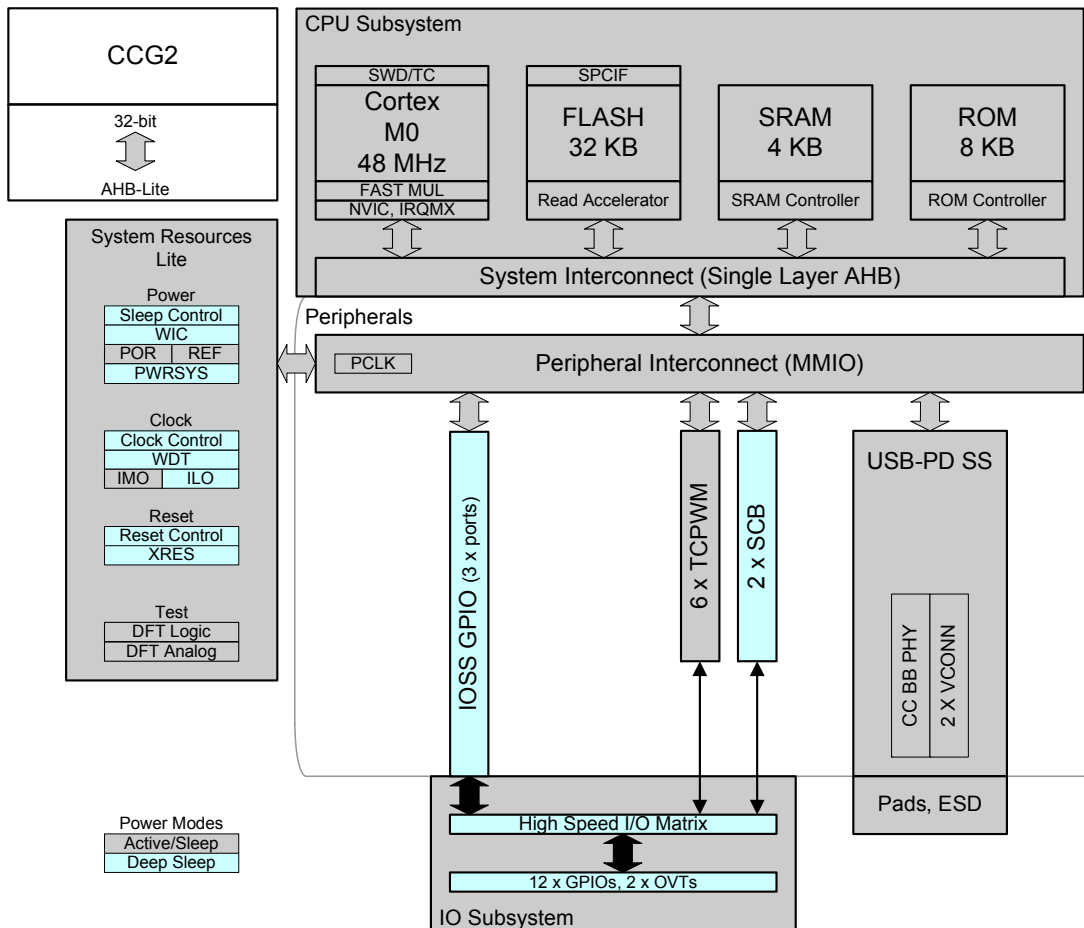 CCG2
32-bit
AHB-Lite
CPU Subsystem
SWD/TC
Cortex
M0
48 MHz
FAST MUL
NVIC, IRQMX
SPCIF
FLASH
32 KB
Read Accelerator
SRAM
4 KB
SRAM Controller
ROM
8 KB
ROM Controller
System Interconnect (Single Layer AHB)
System Resources
Lite
Power
Sleep Control
WIC
POR
REF
PWRSYS
Clock
Clock Control
WDT
IMO
ILO
Reset
Reset Control
XRES
Test
DFT Logic
DFT Analog
Peripherals
PCLK
Peripheral Interconnect (MMIO)
IOSS GPIO (3 x ports)
6 x TCPWM
2 x SCB
USB-PD SS
CC BB PHY
2 X VCONN
Pads, ESD
High Speed I/O Matrix
12 x GPIOs, 2 x OVTs
IO Subsystem
Power Modes
Active/Sleep
Deep Sleep